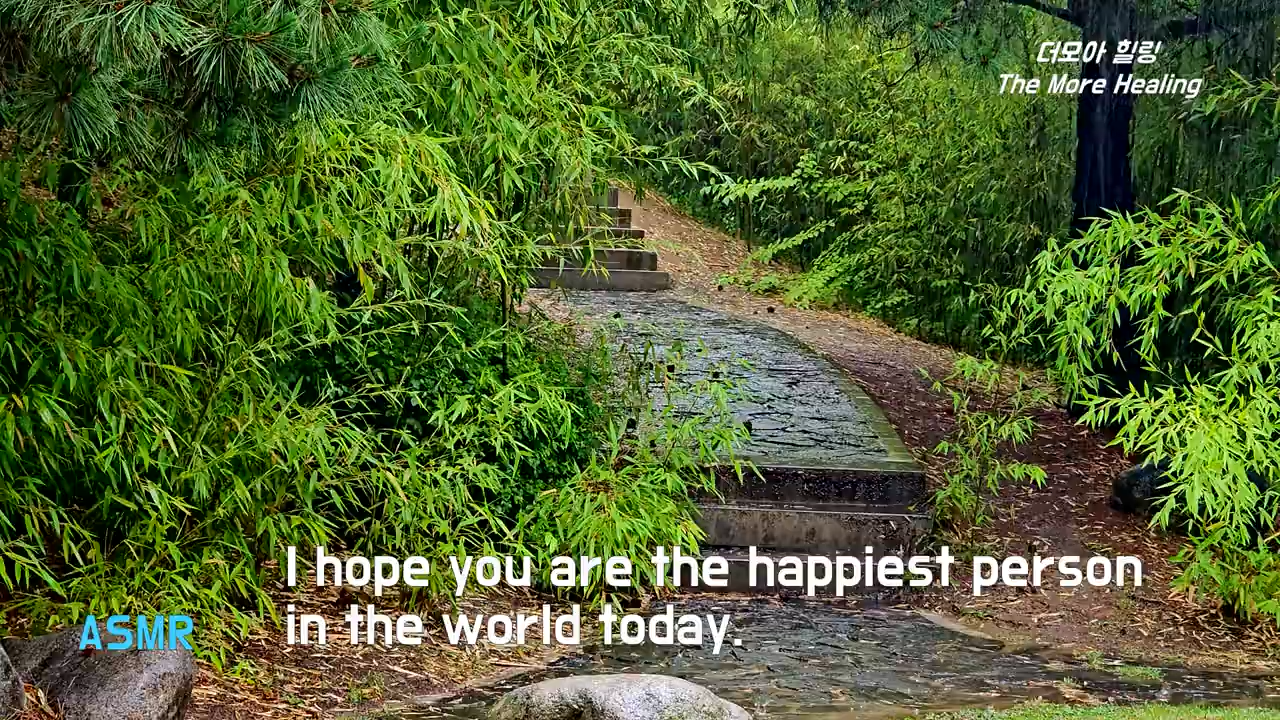 더모아 힐링
The More Healing
I hope you are the happiest person
in the world today.
ASMR